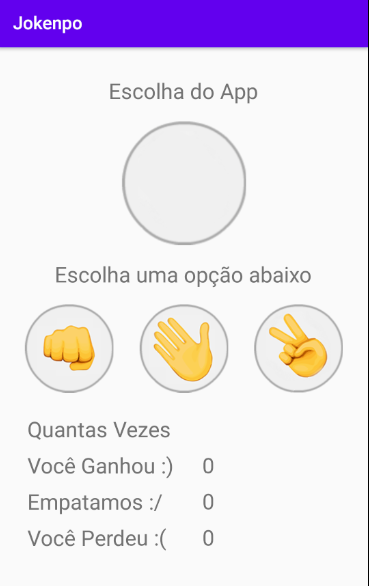 Jokenpo
Escolha do App
Escolha uma opção abaixo
Quantas Vezes
Você Ganhou :) 0
Empatamos :/ 0
Você Perdeu :( 0